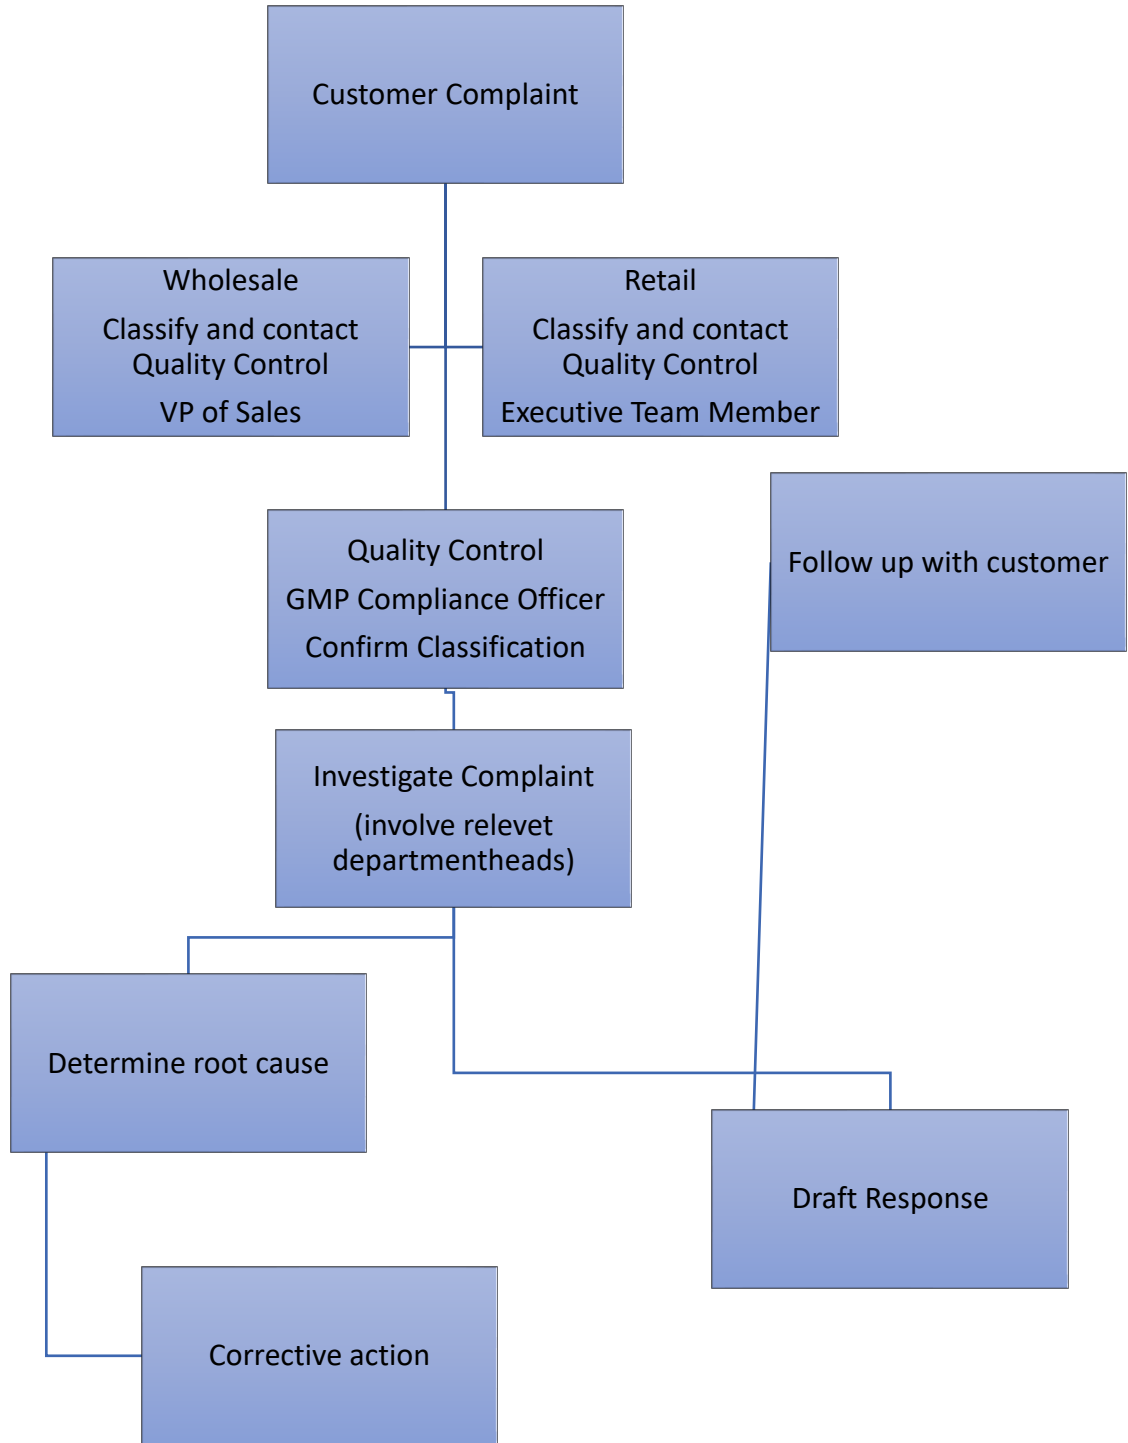 Customer Complaint
Wholesale
Classify and contact
Quality Control
VP of Sales
Retail
Classify and contact
Quality Control
Executive Team Member
Quality Control
GMP Compliance Officer
Confirm Classification
Follow up with customer
Investigate Complaint
(involve relevet
departmentheads)
Determine root cause
Draft Response
Corrective action